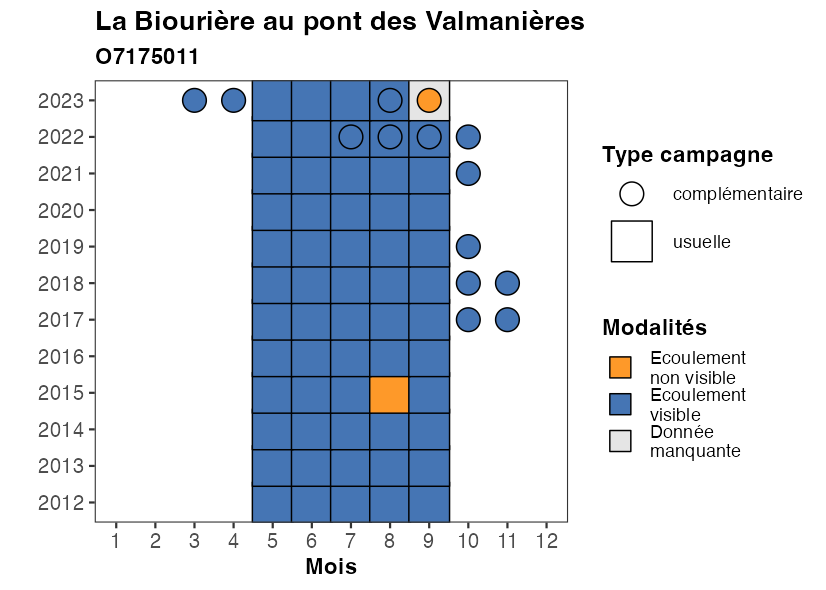 La Biourière au pont des Valmanières
O7175011
2023
2022
2021
2020
2019
2018
2017
2016
2015
2014
2013
2012
1 2 3 4 5 6 7 8 9 10 11 12
Mois
Type campagne
complémentaire
usuelle
Modalités
Ecoulement
non visible
Ecoulement
visible
Donnée
manquante